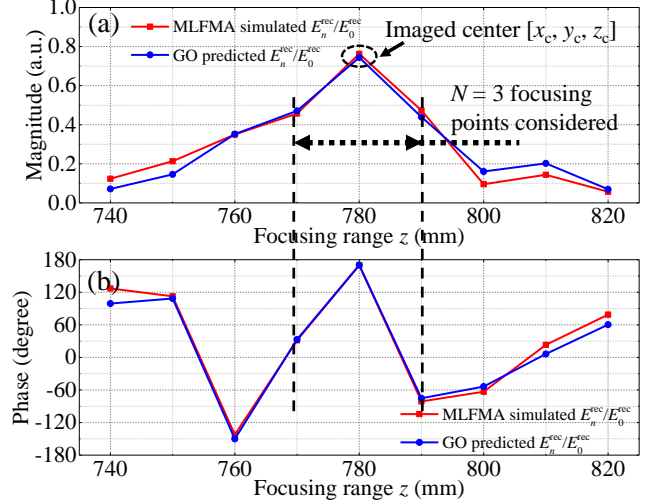 (a)
MLFMA simulated E_n^rec/E_0^rec
GO predicted E_n^rec/E_0^rec
Imaged center [x_c, y_c, z_c]
N = 3 focusing
points considered
Magnitude (a.u.)
1.0
0.8
0.6
0.4
0.2
0.0
740 760 780 800 820
Focusing range z (mm)
(b)
Phase (degree)
180
120
60
0
-60
-120
-180
MLFMA simulated E_n^rec/E_0^rec
GO predicted E_n^rec/E_0^rec
740 760 780 800 820
Focusing range z (mm)